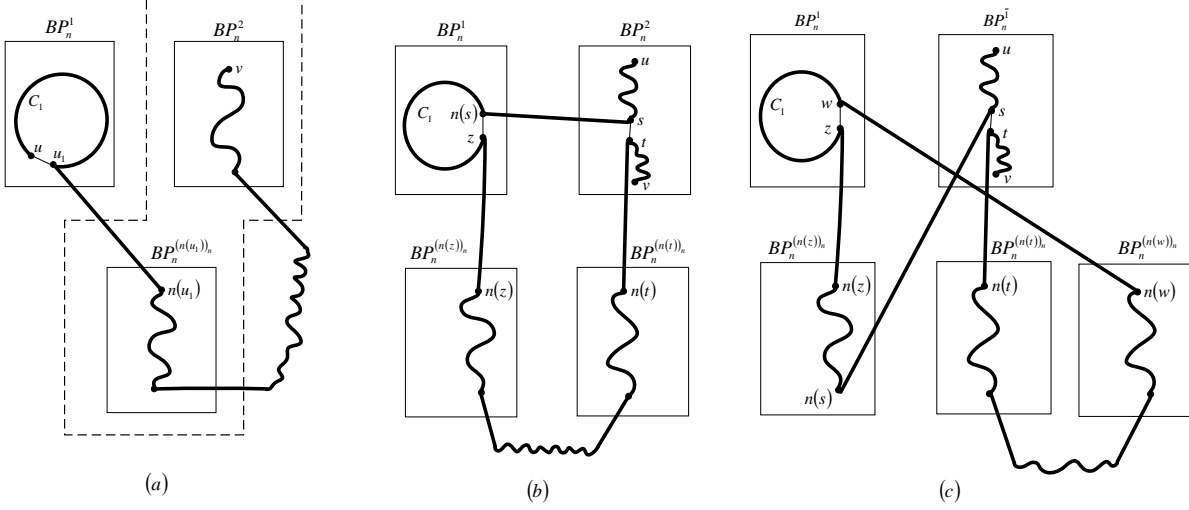 BP_n^1
BP_n^2
C_1
u
u_1
v
BP_n^{(n(u_1))_n}
n(u_1)
(a)
BP_n^1
BP_n^2
C_1
n(s)
z
u
s
t
v
BP_n^{(n(z))_n}
BP_n^{(n(t))_n}
n(z)
n(t)
(b)
BP_n^1
BP_n^{\bar{1}}
C_1
w
z
u
s
t
v
BP_n^{(n(z))_n}
BP_n^{(n(t))_n}
BP_n^{(n(w))_n}
n(z)
n(t)
n(w)
n(s)
(c)